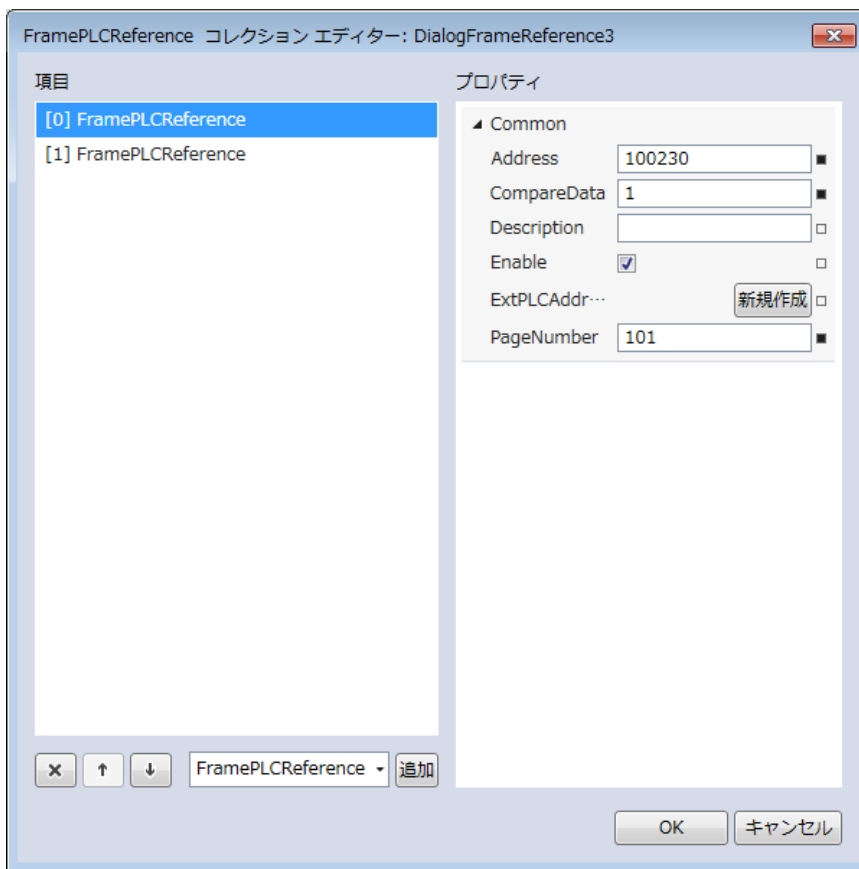 FramePLCReference コレクション エディター: DialogFrameReference3
項目
[0] FramePLCReference
[1] FramePLCReference
FramePLCReference
追加
プロパティ
Common
Address 100230
CompareData 1
Description
Enable
ExtPLCAddr… 新規作成
PageNumber 101
OK キャンセル